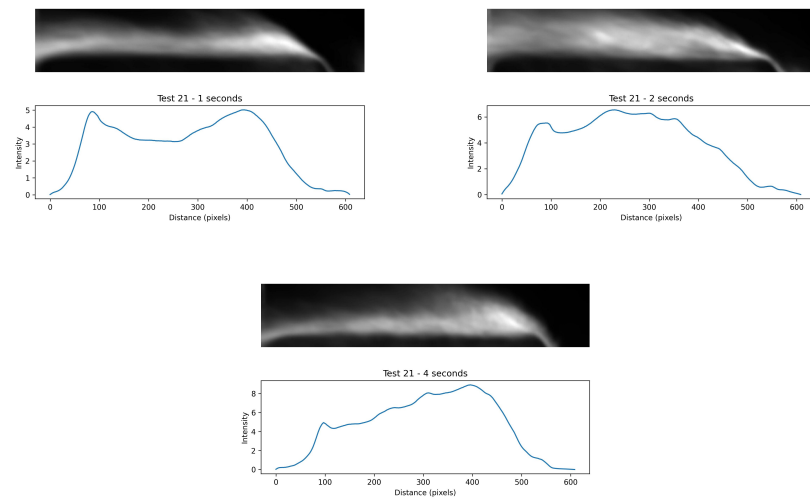 Test 21 - 1 seconds
Intensity
5
4
3
2
1
0
0 100 200 300 400 500 600
Distance (pixels)
Test 21 - 2 seconds
Intensity
6
4
2
0
0 100 200 300 400 500 600
Distance (pixels)
Test 21 - 4 seconds
Intensity
8
6
4
2
0
0 100 200 300 400 500 600
Distance (pixels)